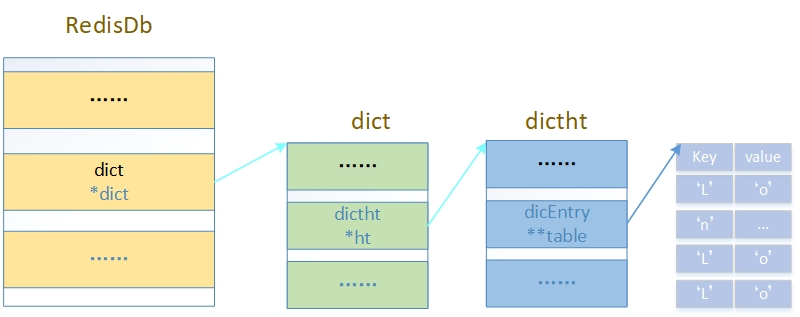 RedisDb
......
dict
*dict
......
dict
......
dictht
*ht
......
dictht
......
dicEntry
**table
......
Key value
‘L’ ‘o’
‘n’ ...
‘L’ ‘o’
‘L’ ‘o’